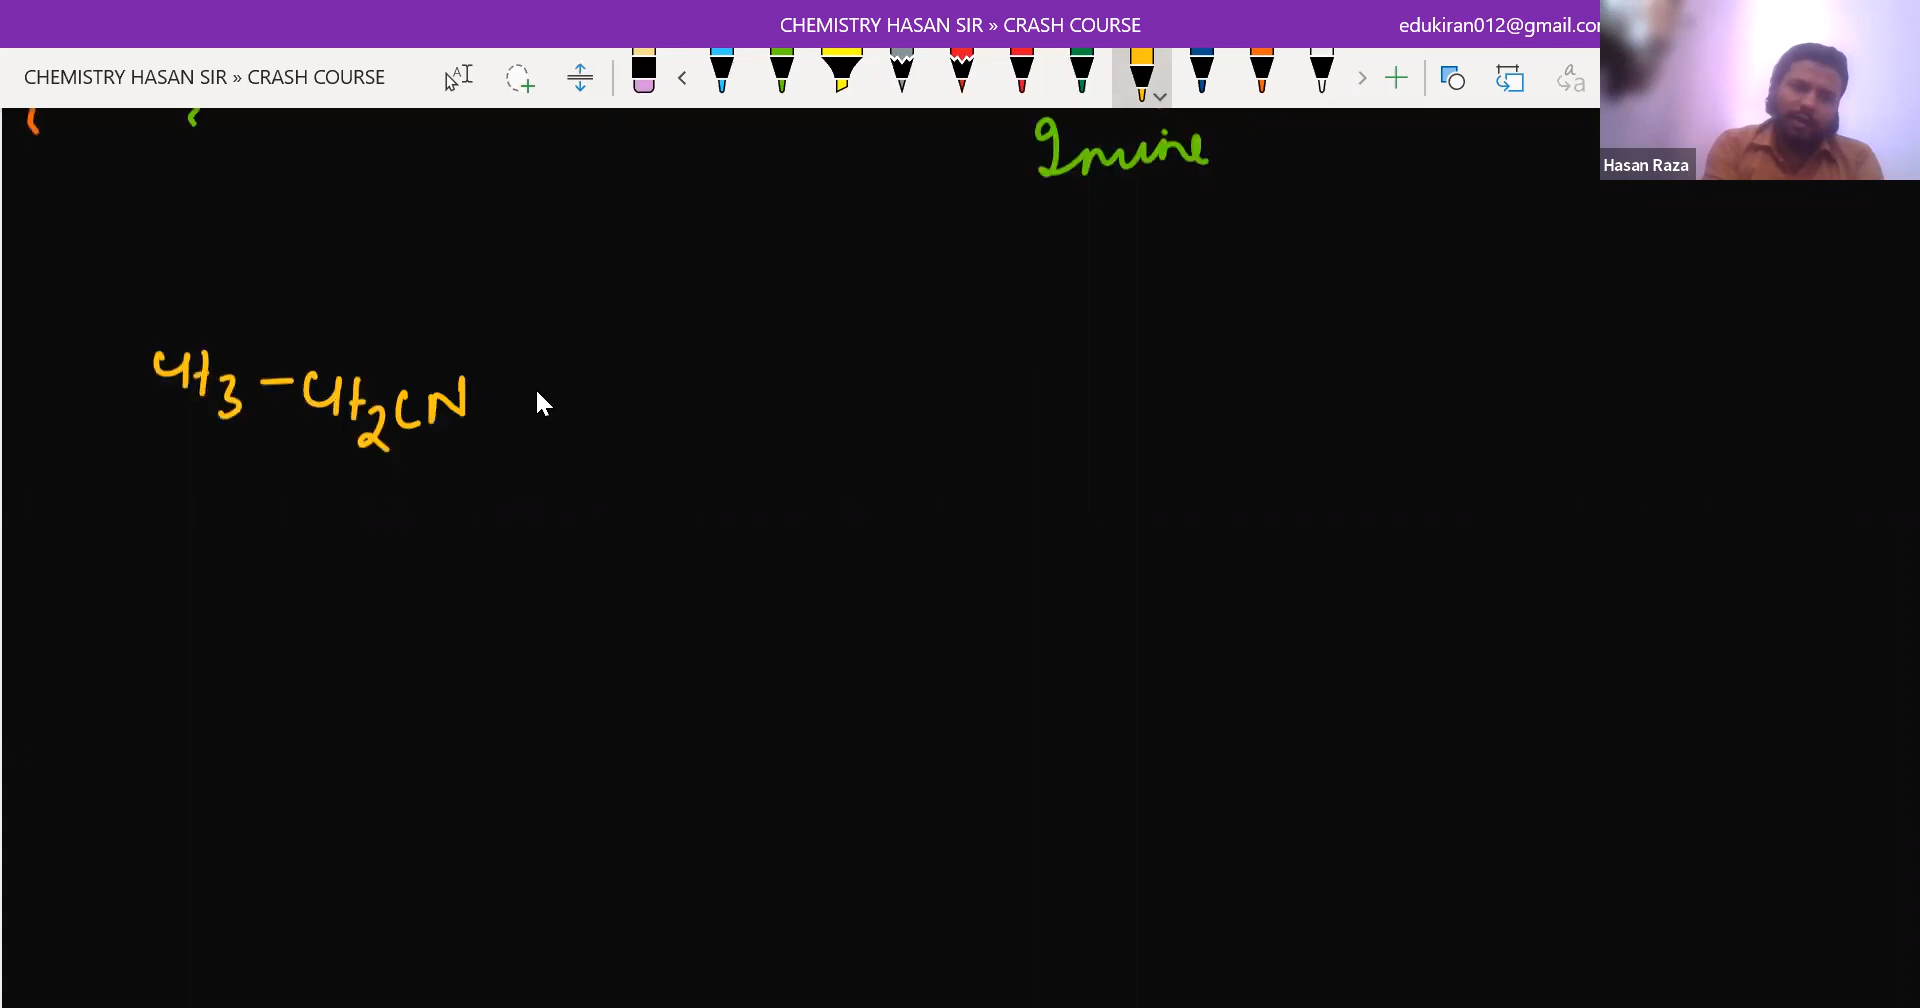 CHEMISTRY HASAN SIR » CRASH COURSE
edukiran012@gmail.co
CHEMISTRY HASAN SIR » CRASH COURSE
Hasan Raza
Imine
CH3-CH2CN